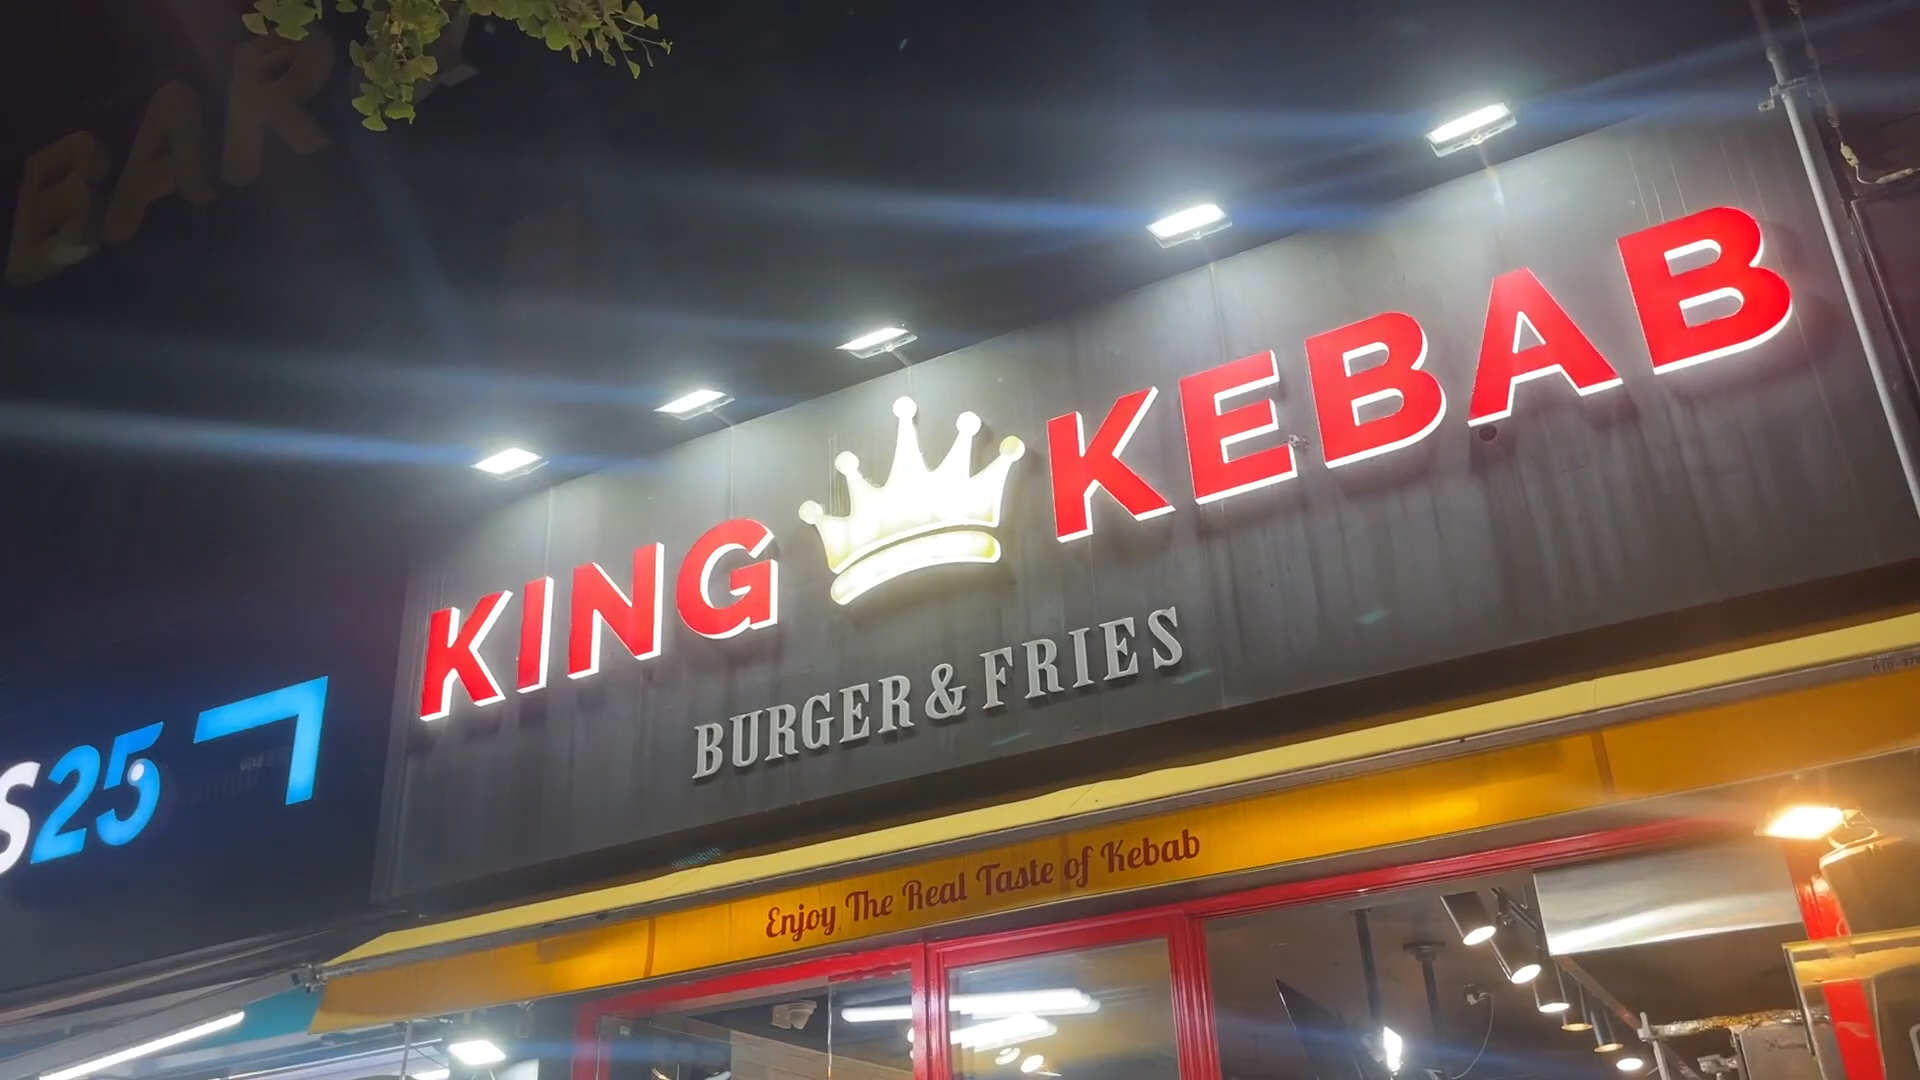 BAR
KING KEBAB
BURGER & FRIES
S25
Enjoy The Real Taste of Kebab